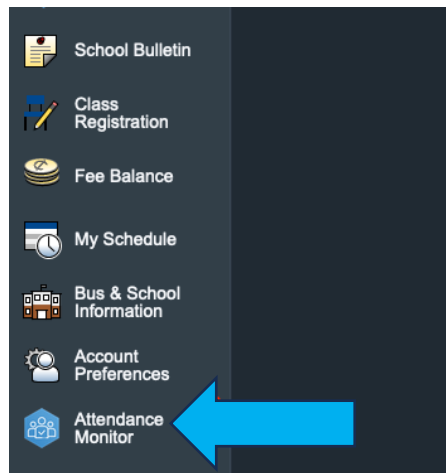 School Bulletin
Class
Registration
Fee Balance
My Schedule
Bus & School
Information
Account
Preferences
Attendance
Monitor